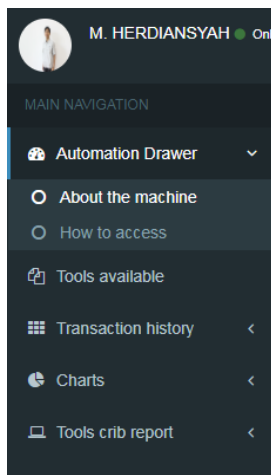 M. HERDIANSYAH Onl
MAIN NAVIGATION
Automation Drawer
About the machine
How to access
Tools available
Transaction history
Charts
Tools crib report